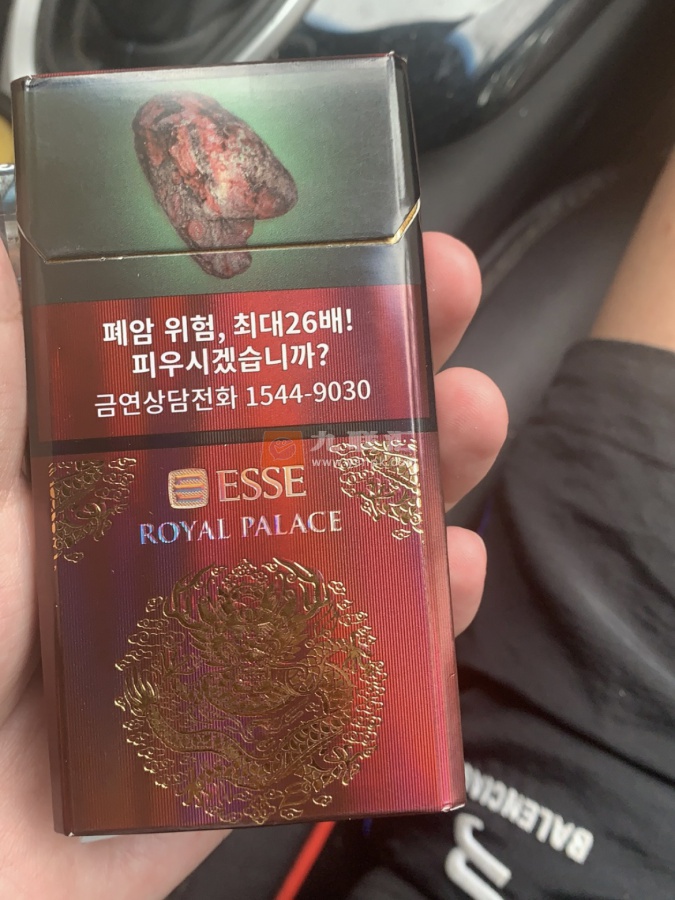 폐암 위험, 최대26배!
피우시겠습니까?
금연상담전화 1544-9030
ESSE
ROYAL PALACE